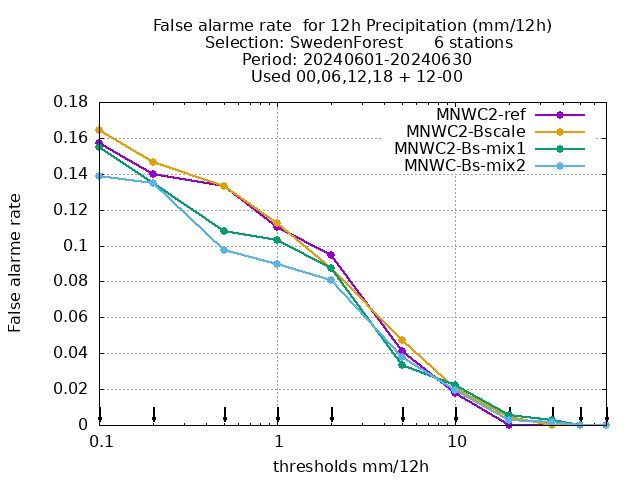 False alarme rate  for 12h Precipitation (mm/12h)
Selection: SwedenForest      6 stations
Period: 20240601-20240630
Used 00,06,12,18 + 12-00
MNWC2-ref
MNWC2-Bscale
MNWC2-Bs-mix1
MNWC-Bs-mix2
False alarme rate
0.18
0.16
0.14
0.12
0.1
0.08
0.06
0.04
0.02
0
0.1
1
10
thresholds mm/12h